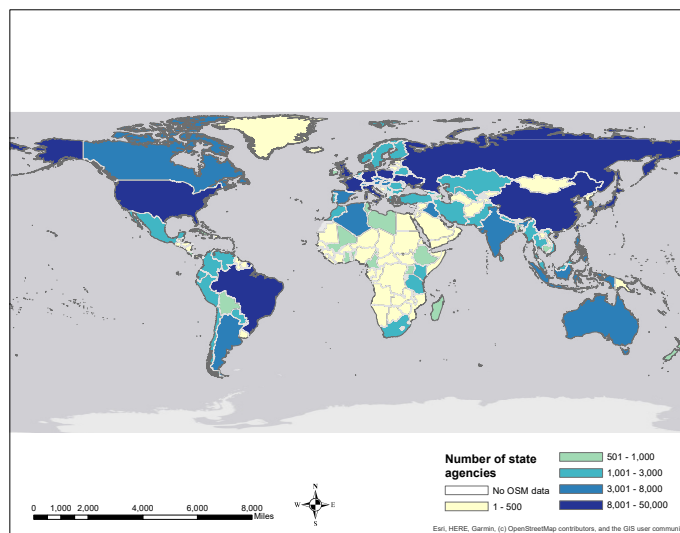 Number of state
agencies
No OSM data
1 - 500
501 - 1,000
1,001 - 3,000
3,001 - 8,000
8,001 - 50,000
0 1,000 2,000 4,000 6,000 8,000
Miles
N
W E
S
Esri, HERE, Garmin, (c) OpenStreetMap contributors, and the GIS user communi